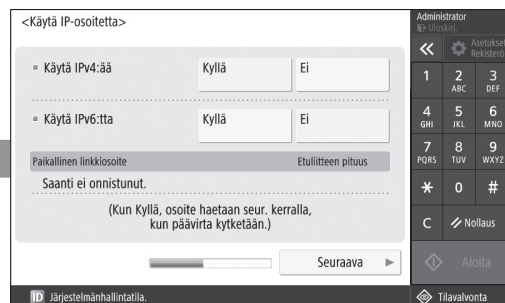 <Käytä IP-osoitetta>
Käytä IPv4:ää Kyllä Ei
Käytä IPv6:tta Kyllä Ei
Paikallinen linkkiosoite Etuliitteen pituus
Saanti ei onnistunut.
(Kun Kyllä, osoite haetaan seur. kerralla,
kun päävirta kytketään.)
Seuraava
ID Järjestelmänhallintatila.
Administrator
Uloskirj.
Asetukset
Rekisterö
1 2 3
ABC DEF
4 5 6
GHI JKL MNO
7 8 9
PQRS TUV WXYZ
* 0 #
C Nollaus
Aloita
Tilavalvonta